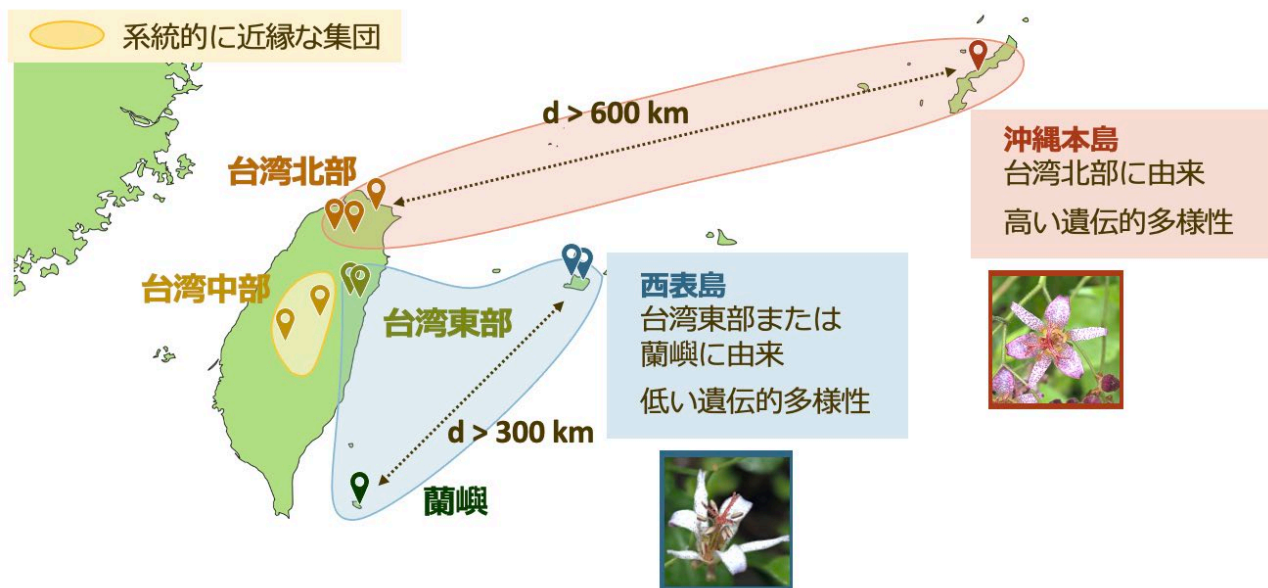 系統的に近縁な集団
d > 600 km
台湾北部
沖縄本島
台湾北部に由来
高い遺伝的多様性
台湾中部
台湾東部
西表島
台湾東部または
蘭嶼に由来
低い遺伝的多様性
d > 300 km
蘭嶼